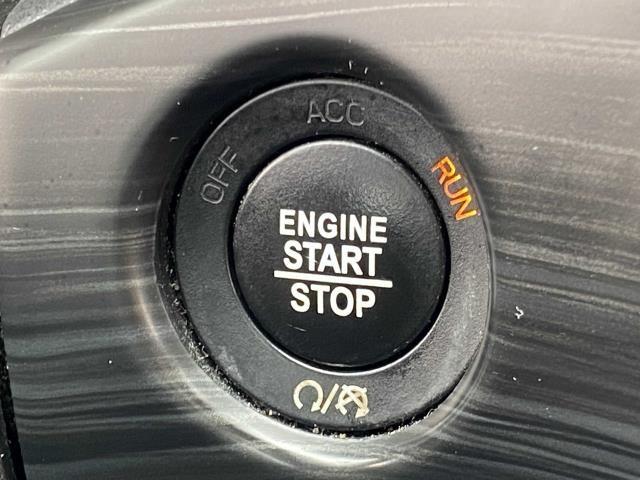 OFF
ACC
RUN
ENGINE
START
STOP